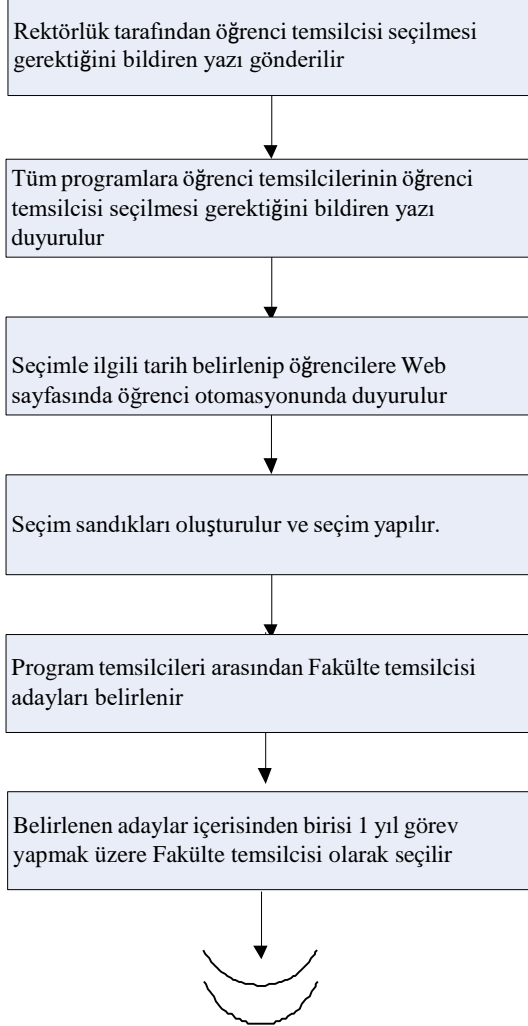 Rektörlük tarafından öğrenci temsilcisi seçilmesi
gerektiğini bildiren yazı gönderilir
Tüm programlara öğrenci temsilcilerinin öğrenci
temsilcisi seçilmesi gerektiğini bildiren yazı
duyurulur
Seçimle ilgili tarih belirlenip öğrencilere Web
sayfasında öğrenci otomasyonunda duyurulur
Seçim sandıkları oluşturulur ve seçim yapılır.
Program temsilcileri arasından Fakülte temsilcisi
adayları belirlenir
Belirlenen adaylar içerisinden birisi 1 yıl görev
yapmak üzere Fakülte temsilcisi olarak seçilir